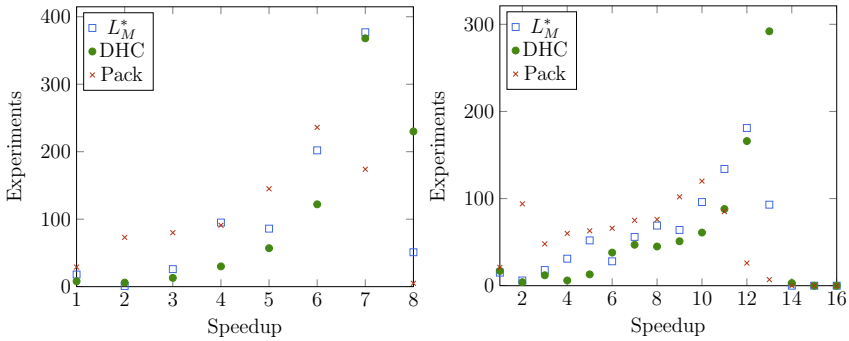 400
300
200
100
0
Experiments
L*M
DHC
Pack
1 2 3 4 5 6 7 8
Speedup
300
200
100
0
Experiments
L*M
DHC
Pack
2 4 6 8 10 12 14 16
Speedup